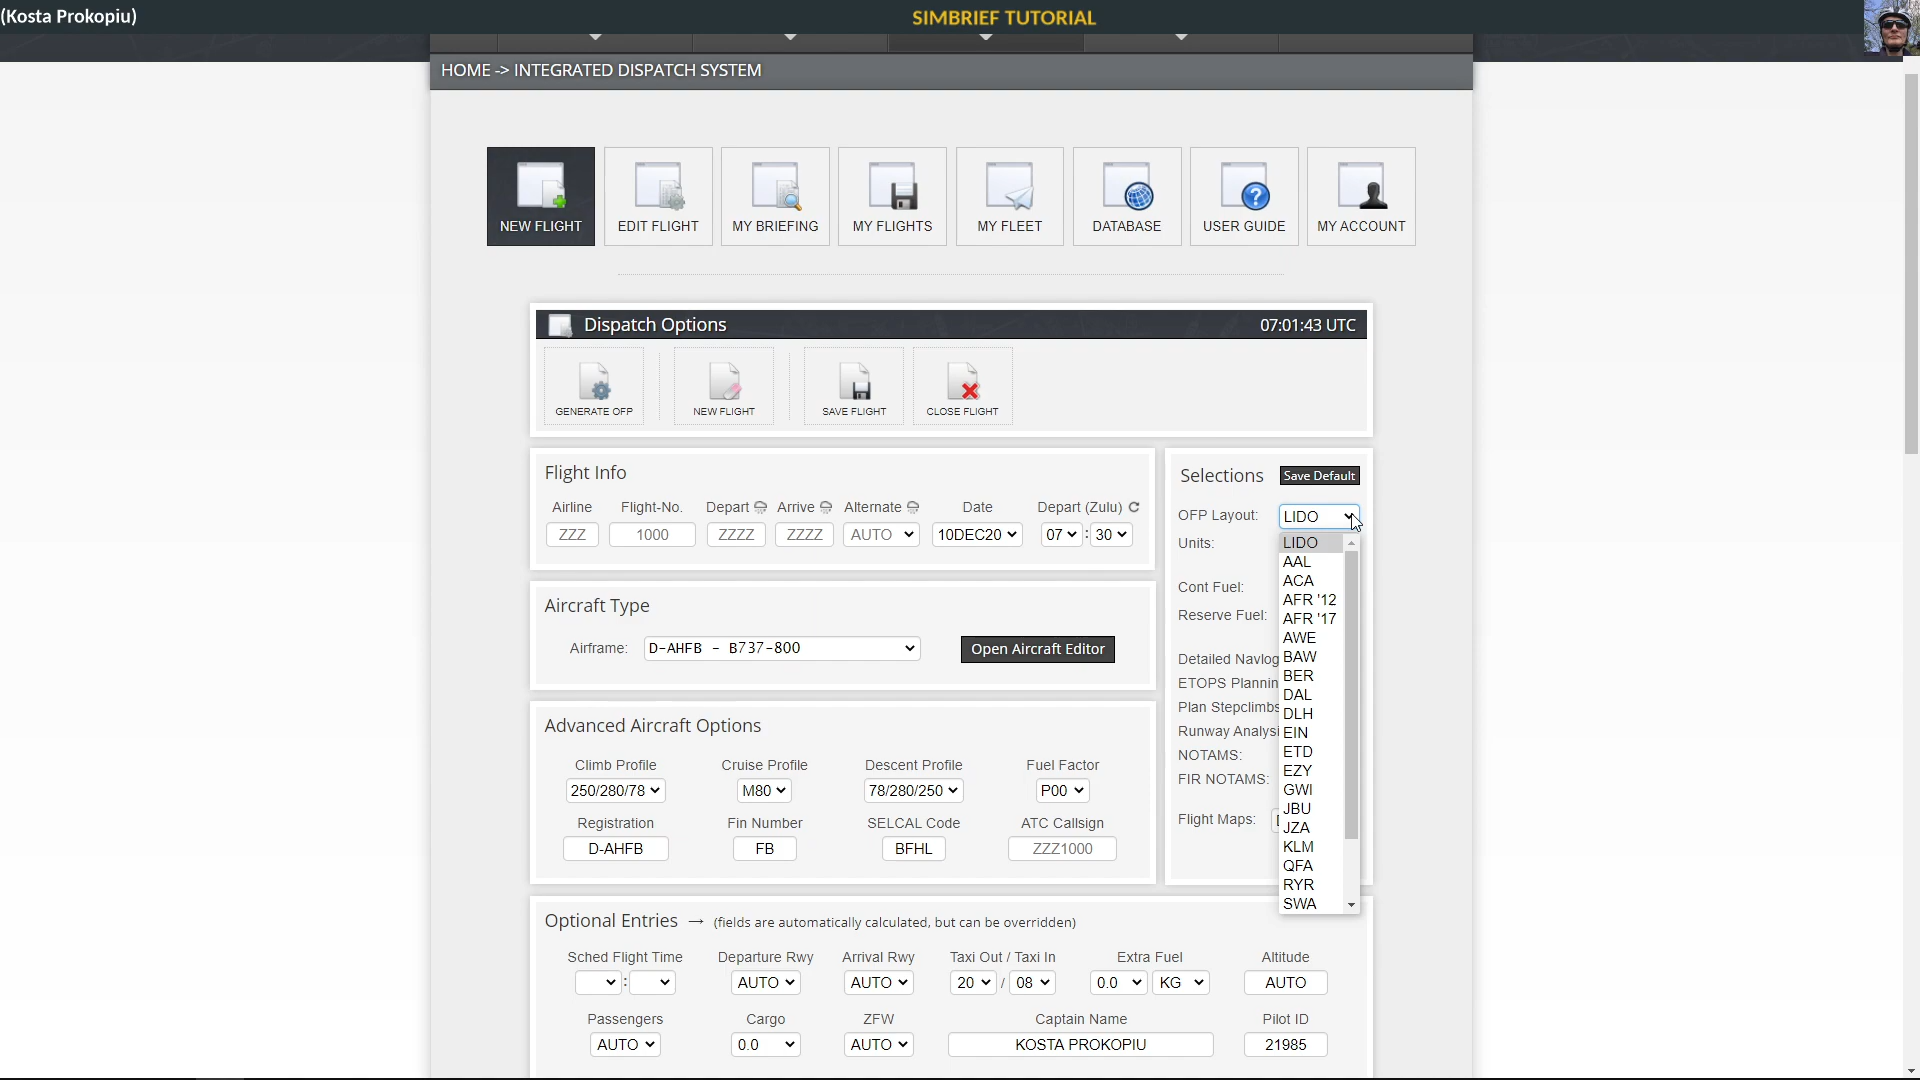 (Kosta Prokopiu)
SIMBRIEF TUTORIAL
HOME -> INTEGRATED DISPATCH SYSTEM
NEW FLIGHT
EDIT FLIGHT
MY BRIEFING
MY FLIGHTS
MY FLEET
DATABASE
USER GUIDE
MY ACCOUNT
Dispatch Options
07:01:43 UTC
GENERATE OFP
NEW FLIGHT
SAVE FLIGHT
CLOSE FLIGHT
Flight Info
Airline Flight-No. Depart Arrive Alternate Date Depart (Zulu)
ZZZ 1000 ZZZZ ZZZZ AUTO 10DEC20 07 : 30
Aircraft Type
Airframe: D-AHFB - B737-800 Open Aircraft Editor
Advanced Aircraft Options
Climb Profile Cruise Profile Descent Profile Fuel Factor
250/280/78 M80 78/280/250 P00
Registration Fin Number SELCAL Code ATC Callsign
D-AHFB FB BFHL ZZZ1000
Selections Save Default
OFP Layout: LIDO
Units:
Cont Fuel:
Reserve Fuel:
Detailed Navlog
ETOPS Plannin
Plan Stepclimbs
Runway Analysi
NOTAMS:
FIR NOTAMS:
Flight Maps:
LIDO
AAL
ACA
AFR '12
AFR '17
AWE
BAW
BER
DAL
DLH
EIN
ETD
EZY
GWI
JBU
JZA
KLM
QFA
RYR
SWA
Optional Entries → (fields are automatically calculated, but can be overridden)
Sched Flight Time Departure Rwy Arrival Rwy Taxi Out / Taxi In Extra Fuel Altitude
: AUTO AUTO 20 / 08 0.0 KG AUTO
Passengers Cargo ZFW Captain Name Pilot ID
AUTO 0.0 AUTO KOSTA PROKOPIU 21985